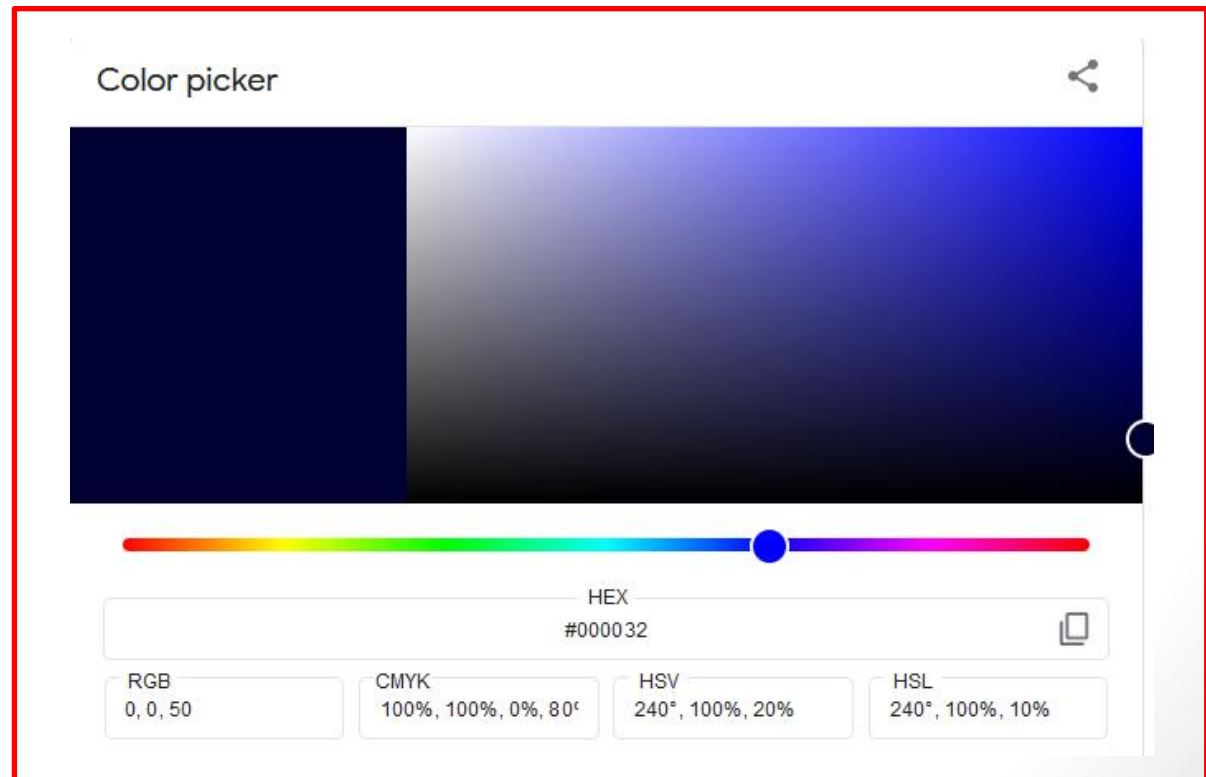 Color picker
HEX
#000032
RGB
0, 0, 50
CMYK
100%, 100%, 0%, 80
HSV
240°, 100%, 20%
HSL
240°, 100%, 10%